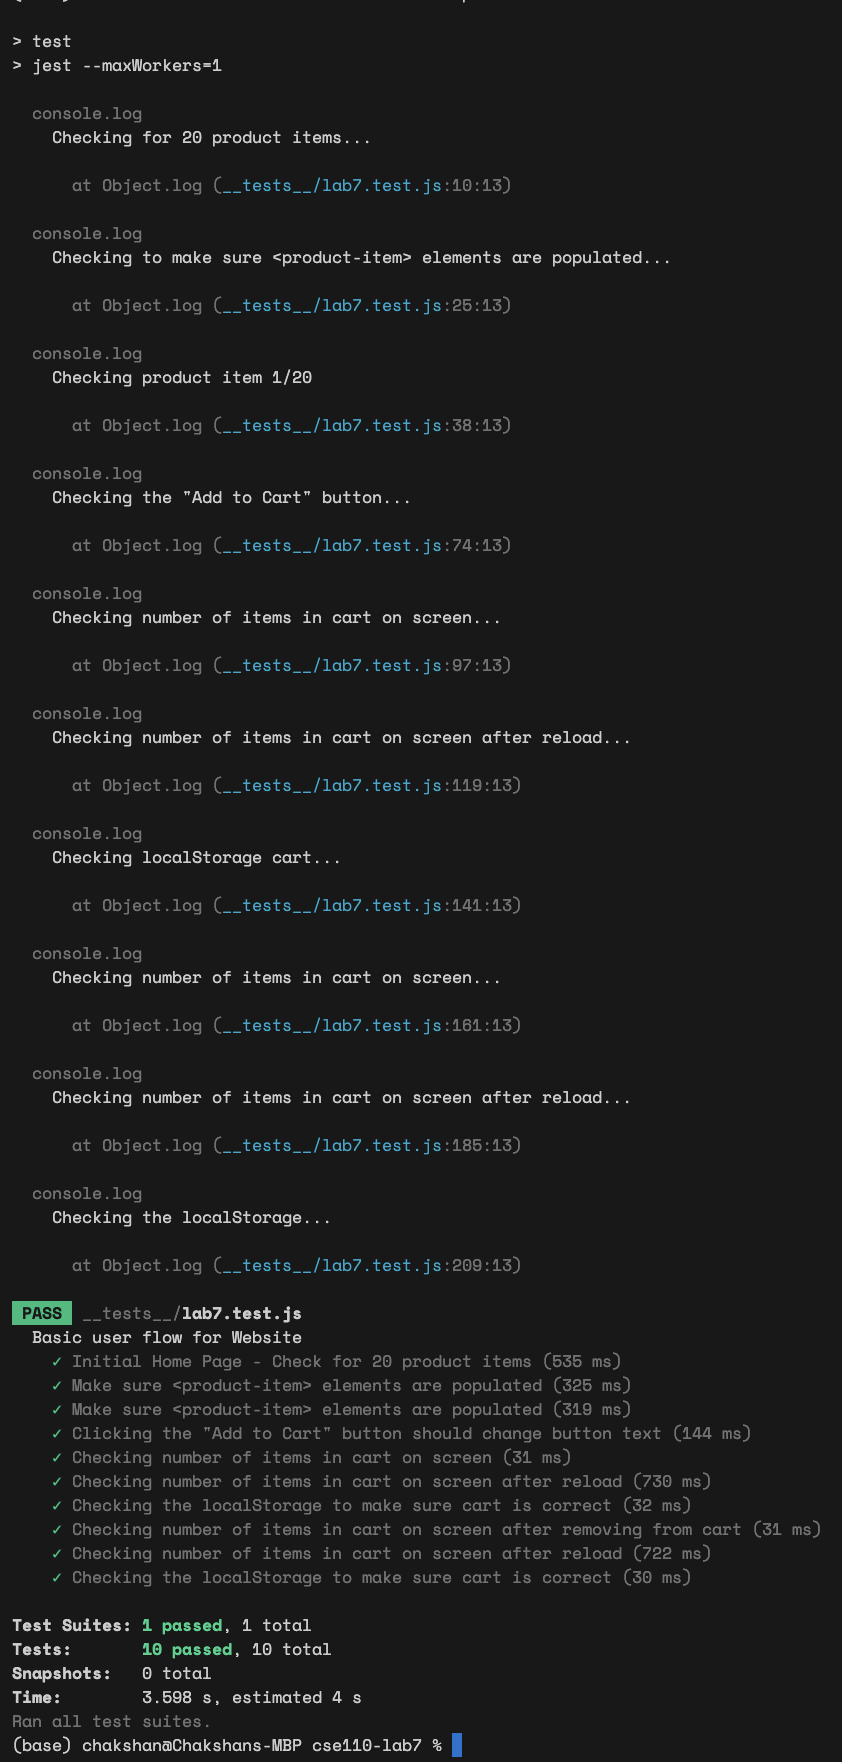 > test
> jest --maxWorkers=1
console.log
Checking for 20 product items...
at Object.log (__tests__/lab7.test.js:10:13)
console.log
Checking to make sure <product-item> elements are populated...
at Object.log (__tests__/lab7.test.js:25:13)
console.log
Checking product item 1/20
at Object.log (__tests__/lab7.test.js:38:13)
console.log
Checking the "Add to Cart" button...
at Object.log (__tests__/lab7.test.js:74:13)
console.log
Checking number of items in cart on screen...
at Object.log (__tests__/lab7.test.js:97:13)
console.log
Checking number of items in cart on screen after reload...
at Object.log (__tests__/lab7.test.js:119:13)
console.log
Checking localStorage cart...
at Object.log (__tests__/lab7.test.js:141:13)
console.log
Checking number of items in cart on screen...
at Object.log (__tests__/lab7.test.js:161:13)
console.log
Checking number of items in cart on screen after reload...
at Object.log (__tests__/lab7.test.js:185:13)
console.log
Checking the localStorage...
at Object.log (__tests__/lab7.test.js:209:13)
PASS __tests__/lab7.test.js
Basic user flow for Website
✓ Initial Home Page - Check for 20 product items (535 ms)
✓ Make sure <product-item> elements are populated (325 ms)
✓ Make sure <product-item> elements are populated (319 ms)
✓ Clicking the "Add to Cart" button should change button text (144 ms)
✓ Checking number of items in cart on screen (31 ms)
✓ Checking number of items in cart on screen after reload (730 ms)
✓ Checking the localStorage to make sure cart is correct (32 ms)
✓ Checking number of items in cart on screen after removing from cart (31 ms)
✓ Checking number of items in cart on screen after reload (722 ms)
✓ Checking the localStorage to make sure cart is correct (30 ms)
Test Suites: 1 passed, 1 total
Tests: 10 passed, 10 total
Snapshots: 0 total
Time: 3.598 s, estimated 4 s
Ran all test suites.
(base) chakshan@Chakshans-MBP cse110-lab7 %